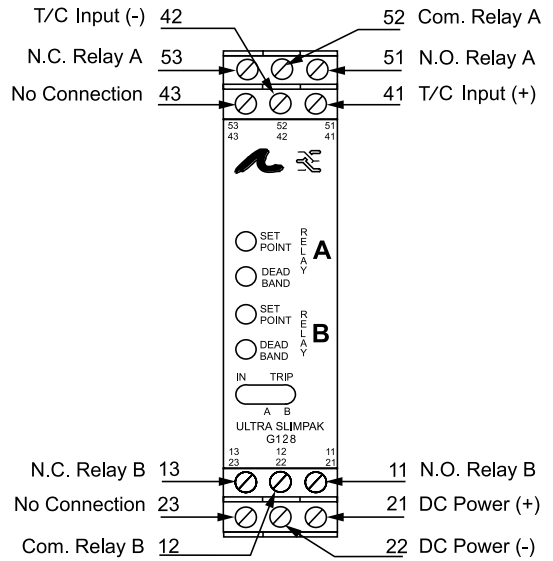 T/C Input (-) 42
52 Com. Relay A
N.C. Relay A 53
51 N.O. Relay A
No Connection 43
41 T/C Input (+)
53 52 51
43 42 41
SET POINT
DEAD BAND
RELAY A
SET POINT
DEAD BAND
RELAY B
IN TRIP
A B
ULTRA SLIMPAK
G128
13 12 11
23 22 21
N.C. Relay B 13
11 N.O. Relay B
No Connection 23
21 DC Power (+)
Com. Relay B 12
22 DC Power (-)